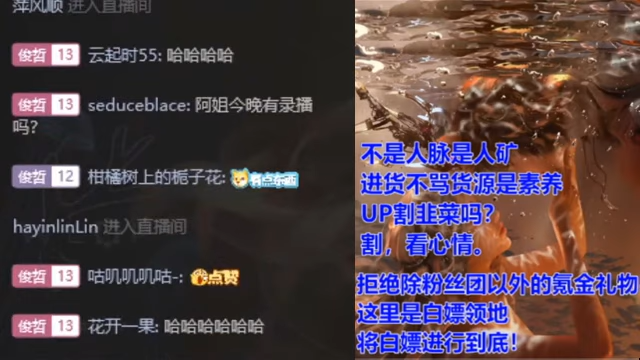 萍风顺 进入直播间
俊哲 13 云起时55: 哈哈哈哈
俊哲 13 seduceblace: 阿姐今晚有录播
吗?
俊哲 12 柑橘树上的栀子花: 有点东西
hayinlinLin 进入直播间
俊哲 13 咕叽叽叽咕-: 点赞
俊哲 13 花开一果: 哈哈哈哈哈哈
不是人脉是人矿
进货不骂货源是素养
UP割韭菜吗?
割，看心情。
拒绝除粉丝团以外的氪金礼物
这里是白嫖领地
将白嫖进行到底！